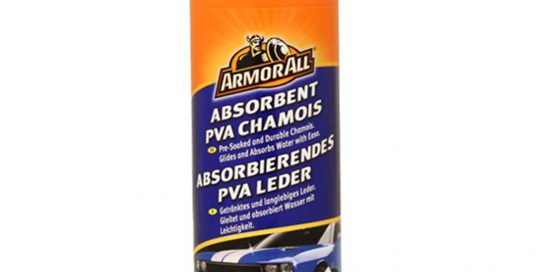 ARMORALL
ABSORBENT
PVA CHAMOIS
Pre-Soaked and Durable Chamois.
Glides and Absorbs Water with Ease.
ABSORBIERENDES
PVA LEDER
Getränktes und langlebiges Leder.
Gleitet und absorbiert Wasser mit
Leichtigkeit.